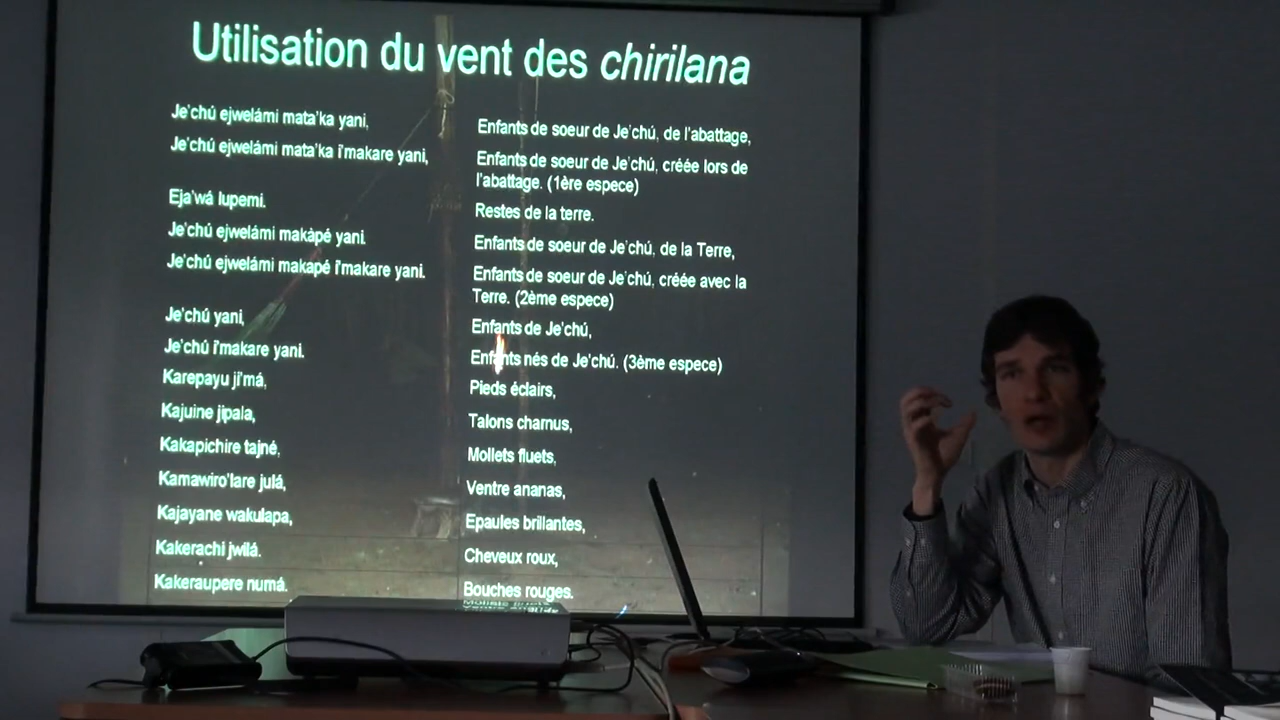 Utilisation du vent des chirilana
Je'chú ejwelámi mata'ka yani,
Je'chú ejwelámi mata'ka i'makare yani,
Eja'wá lupemi.
Je'chú ejwelámi makàpé yani.
Je'chú ejwelámi makapé i'makare yani.
Je'chú yani,
Je'chú i'makare yani.
Karepayu ji'má,
Kajuine jipala,
Kakapichire tajné,
Kamawiro'lare julá,
Kajayane wakulapa,
Kakerachi jwilá.
Kakeraupere numá.
Enfants de soeur de Je'chú, de l'abattage,
Enfants de soeur de Je'chú, créée lors de
l'abattage. (1ère espece)
Restes de la terre.
Enfants de soeur de Je'chú, de la Terre,
Enfants de soeur de Je'chú, créée avec la
Terre. (2ème espece)
Enfants de Je'chú,
Enfants nés de Je'chú. (3ème espece)
Pieds éclairs,
Talons charnus,
Mollets fluets,
Ventre ananas,
Epaules brillantes,
Cheveux roux,
Bouches rouges.